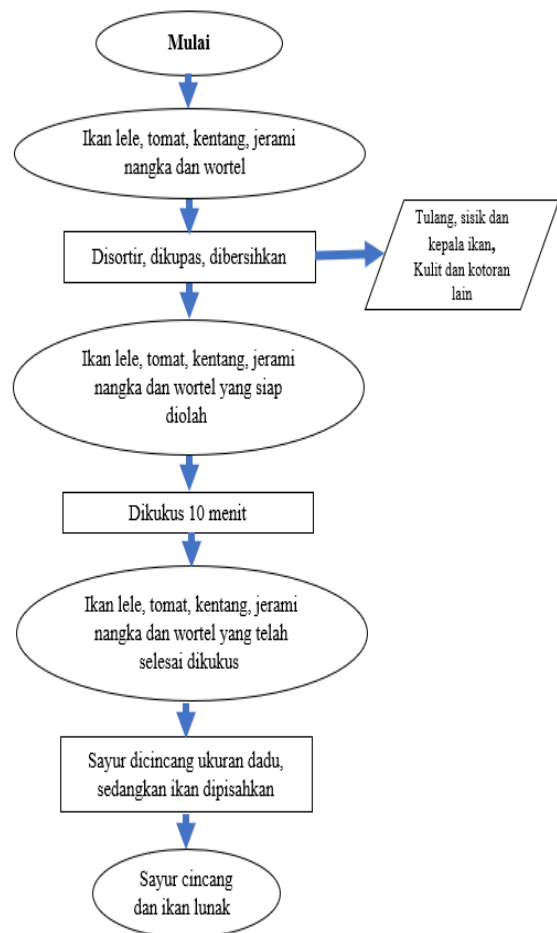 Mulai
Ikan lele, tomat, kentang, jerami
nangka dan wortel
Disortir, dikupas, dibersihkan
Tulang, sisik dan
kepala ikan,
Kulit dan kotoran
lain
Ikan lele, tomat, kentang, jerami
nangka dan wortel yang siap
diolah
Dikukus 10 menit
Ikan lele, tomat, kentang, jerami
nangka dan wortel yang telah
selesai dikukus
Sayur dicincang ukuran dadu,
sedangkan ikan dipisahkan
Sayur cincang
dan ikan lunak